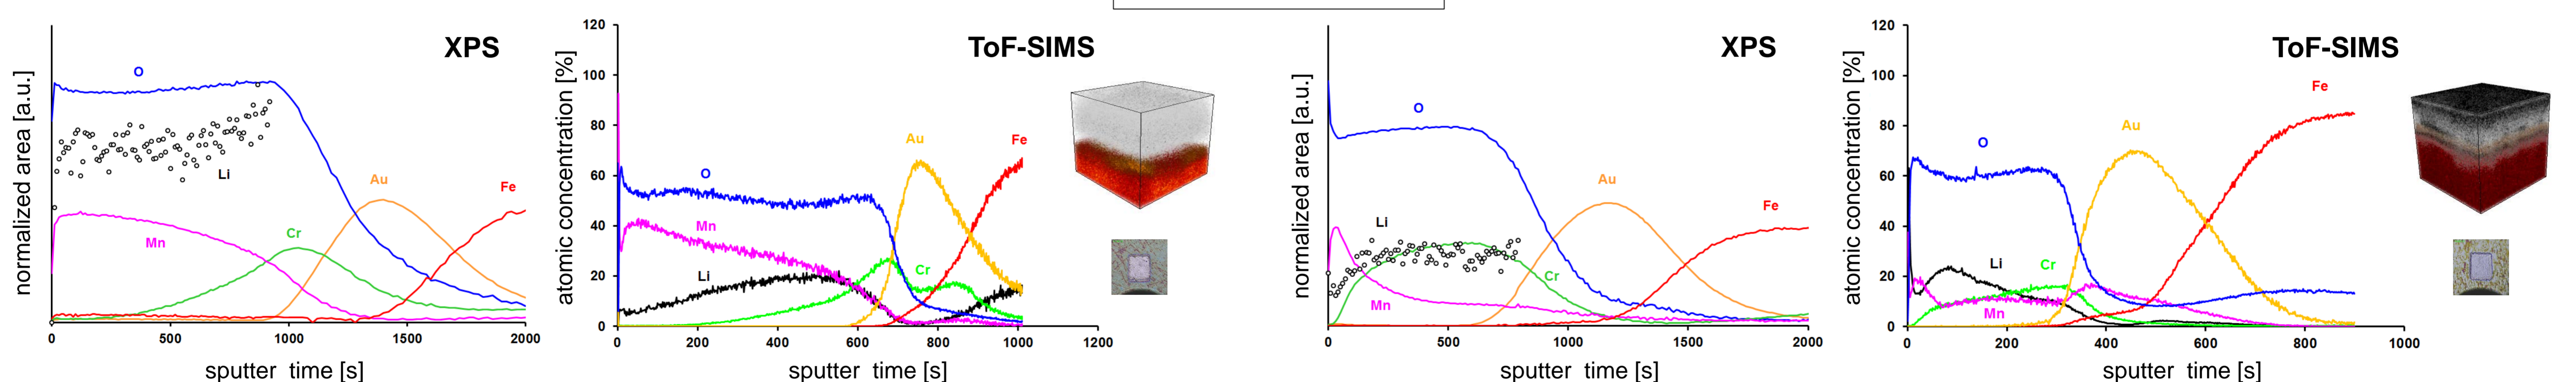 XPS
normalized area [a.u.]
O
Li
Mn
Cr
Au
Fe
0 500 1000 1500 2000
sputter time [s]
ToF-SIMS
atomic concentration [%]
120
100
80
60
40
20
0
O
Mn
Li
Cr
Au
Fe
0 200 400 600 800 1000 1200
sputter time [s]
XPS
normalized area [a.u.]
O
Li
Mn
Cr
Au
Fe
0 500 1000 1500 2000
sputter time [s]
ToF-SIMS
atomic concentration [%]
120
100
80
60
40
20
0
O
Li
Mn
Cr
Au
Fe
0 200 400 600 800 1000
sputter time [s]